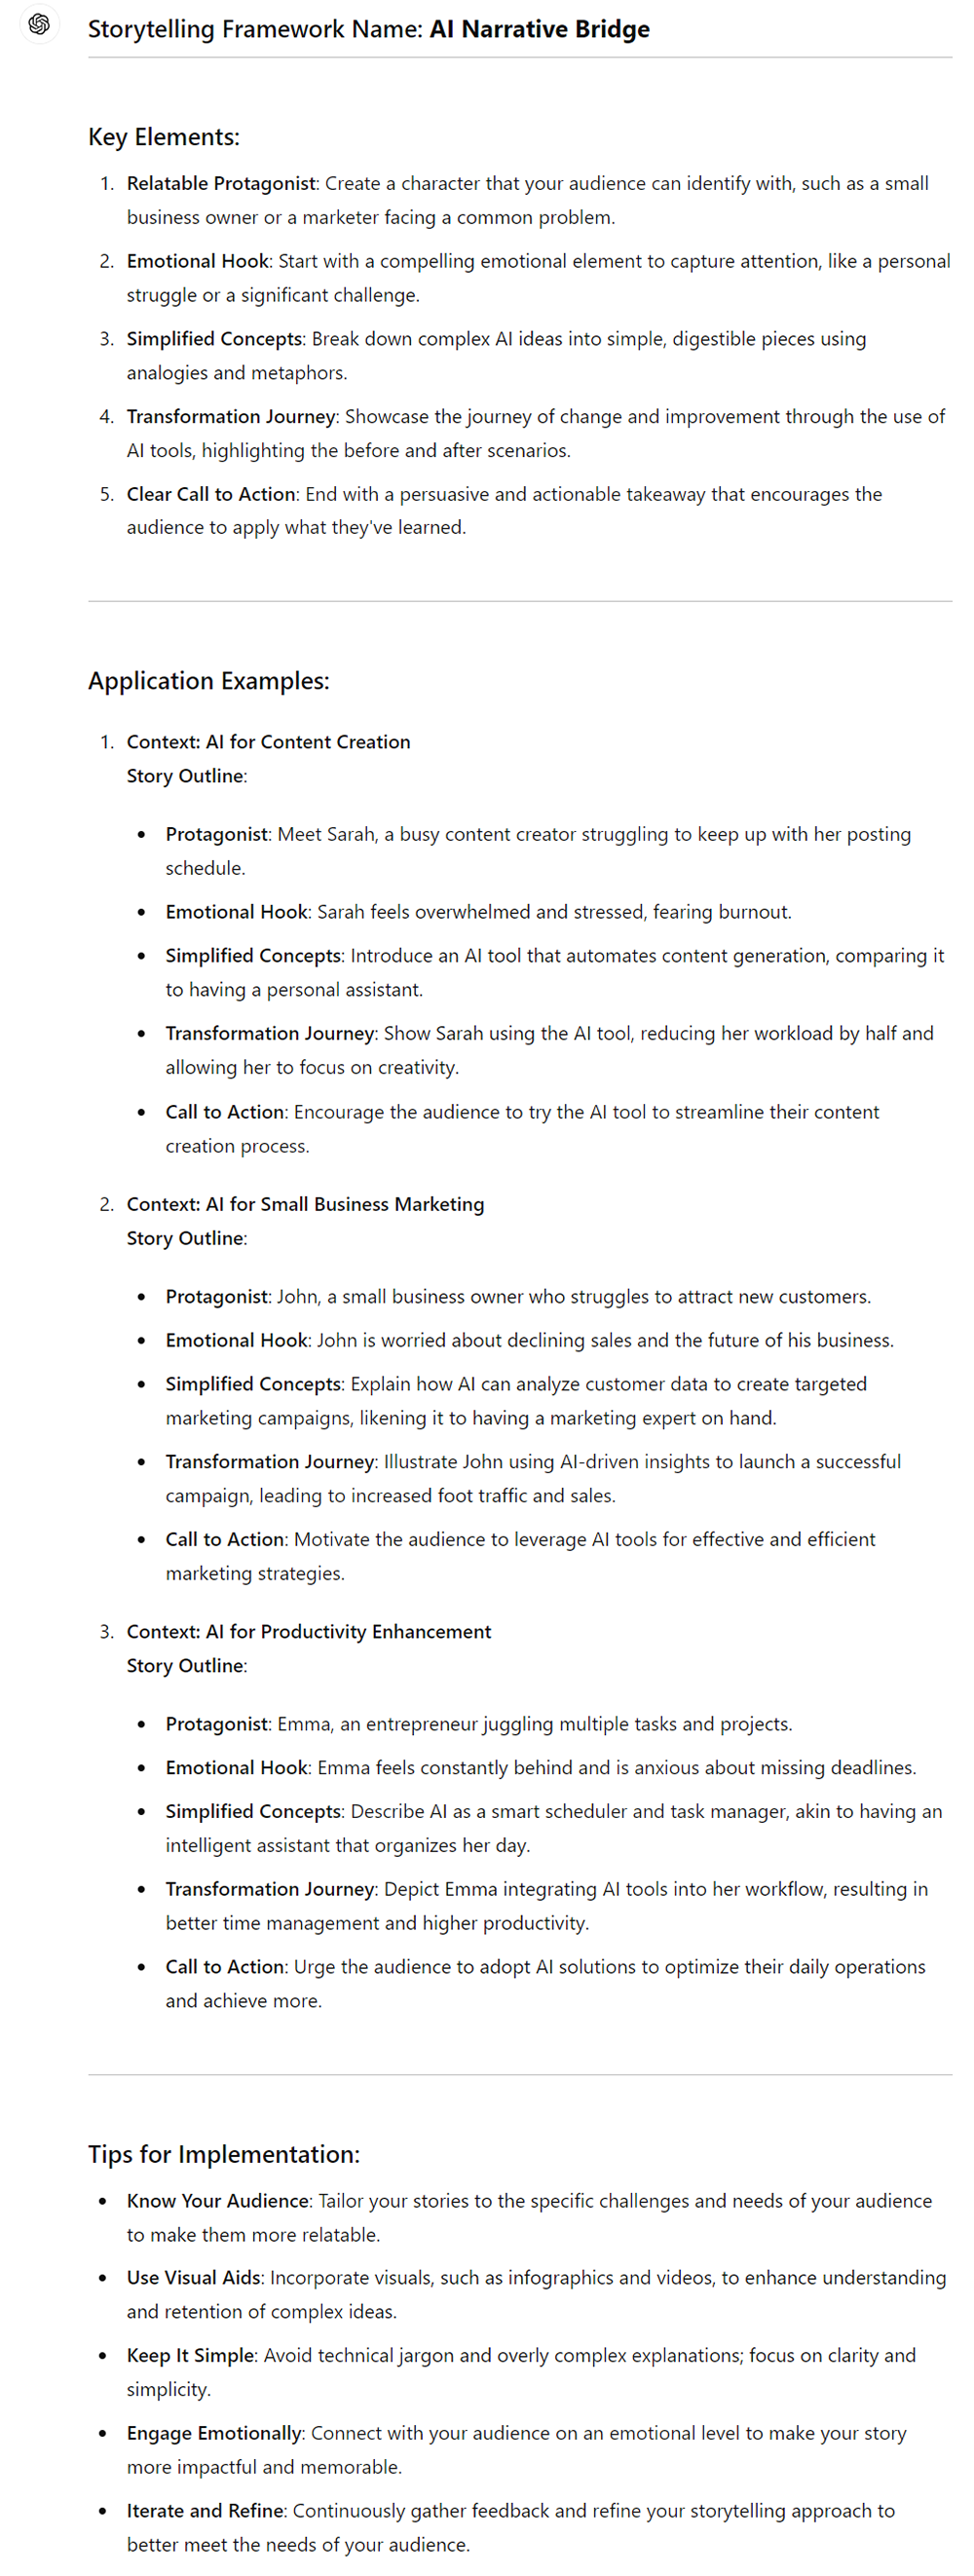 Storytelling Framework Name: AI Narrative Bridge
Key Elements:
1. Relatable Protagonist: Create a character that your audience can identify with, such as a small
business owner or a marketer facing a common problem.
2. Emotional Hook: Start with a compelling emotional element to capture attention, like a personal
struggle or a significant challenge.
3. Simplified Concepts: Break down complex AI ideas into simple, digestible pieces using
analogies and metaphors.
4. Transformation Journey: Showcase the journey of change and improvement through the use of
AI tools, highlighting the before and after scenarios.
5. Clear Call to Action: End with a persuasive and actionable takeaway that encourages the
audience to apply what they've learned.
Application Examples:
1. Context: AI for Content Creation
Story Outline:
• Protagonist: Meet Sarah, a busy content creator struggling to keep up with her posting
schedule.
• Emotional Hook: Sarah feels overwhelmed and stressed, fearing burnout.
• Simplified Concepts: Introduce an AI tool that automates content generation, comparing it
to having a personal assistant.
• Transformation Journey: Show Sarah using the AI tool, reducing her workload by half and
allowing her to focus on creativity.
• Call to Action: Encourage the audience to try the AI tool to streamline their content
creation process.
2. Context: AI for Small Business Marketing
Story Outline:
• Protagonist: John, a small business owner who struggles to attract new customers.
• Emotional Hook: John is worried about declining sales and the future of his business.
• Simplified Concepts: Explain how AI can analyze customer data to create targeted
marketing campaigns, likening it to having a marketing expert on hand.
• Transformation Journey: Illustrate John using AI-driven insights to launch a successful
campaign, leading to increased foot traffic and sales.
• Call to Action: Motivate the audience to leverage AI tools for effective and efficient
marketing strategies.
3. Context: AI for Productivity Enhancement
Story Outline:
• Protagonist: Emma, an entrepreneur juggling multiple tasks and projects.
• Emotional Hook: Emma feels constantly behind and is anxious about missing deadlines.
• Simplified Concepts: Describe AI as a smart scheduler and task manager, akin to having an
intelligent assistant that organizes her day.
• Transformation Journey: Depict Emma integrating AI tools into her workflow, resulting in
better time management and higher productivity.
• Call to Action: Urge the audience to adopt AI solutions to optimize their daily operations
and achieve more.
Tips for Implementation:
• Know Your Audience: Tailor your stories to the specific challenges and needs of your audience
to make them more relatable.
• Use Visual Aids: Incorporate visuals, such as infographics and videos, to enhance understanding
and retention of complex ideas.
• Keep It Simple: Avoid technical jargon and overly complex explanations; focus on clarity and
simplicity.
• Engage Emotionally: Connect with your audience on an emotional level to make your story
more impactful and memorable.
• Iterate and Refine: Continuously gather feedback and refine your storytelling approach to
better meet the needs of your audience.